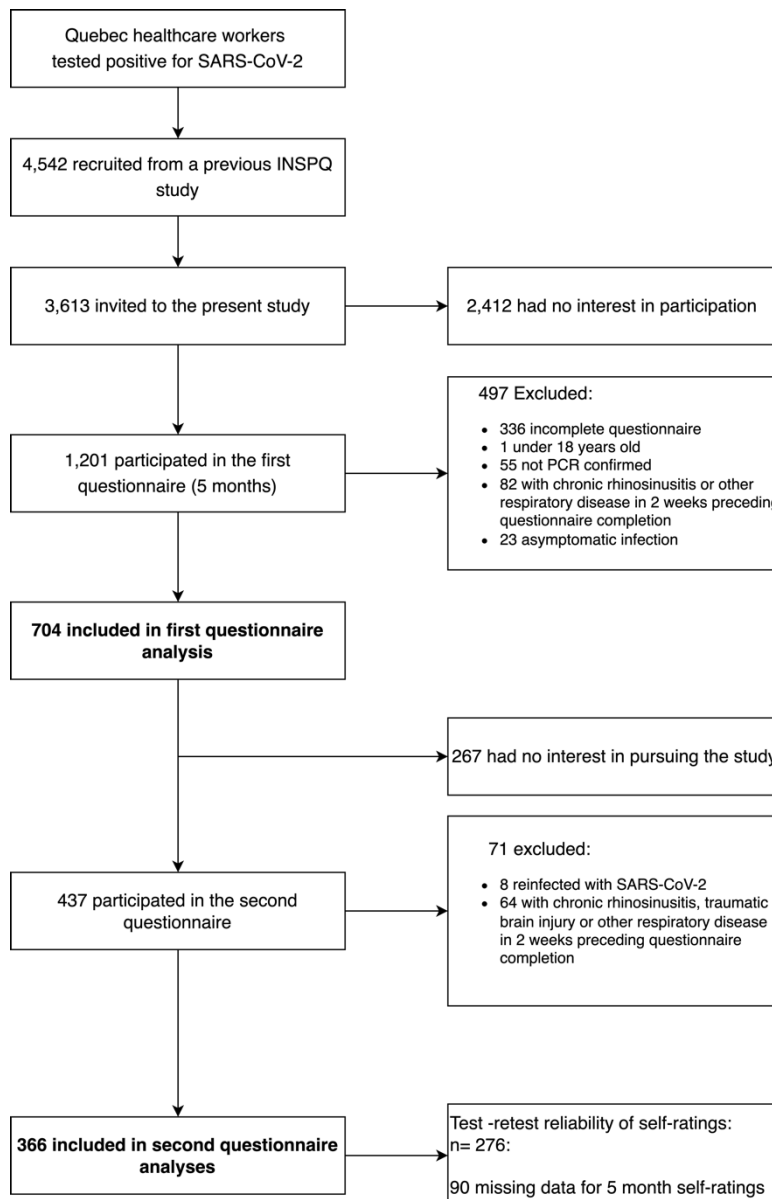 Quebec healthcare workers
tested positive for SARS-CoV-2
4,542 recruited from a previous INSPQ
study
3,613 invited to the present study
2,412 had no interest in participation
497 Excluded:
• 336 incomplete questionnaire
• 1 under 18 years old
• 55 not PCR confirmed
• 82 with chronic rhinosinusitis or other
respiratory disease in 2 weeks preceding
questionnaire completion
• 23 asymptomatic infection
1,201 participated in the first
questionnaire (5 months)
704 included in first questionnaire
analysis
267 had no interest in pursuing the study
71 excluded:
• 8 reinfected with SARS-CoV-2
• 64 with chronic rhinosinusitis, traumatic
brain injury or other respiratory disease
in 2 weeks preceding questionnaire
completion
437 participated in the second
questionnaire
366 included in second questionnaire
analyses
Test -retest reliability of self-ratings:
n= 276:
90 missing data for 5 month self-ratings